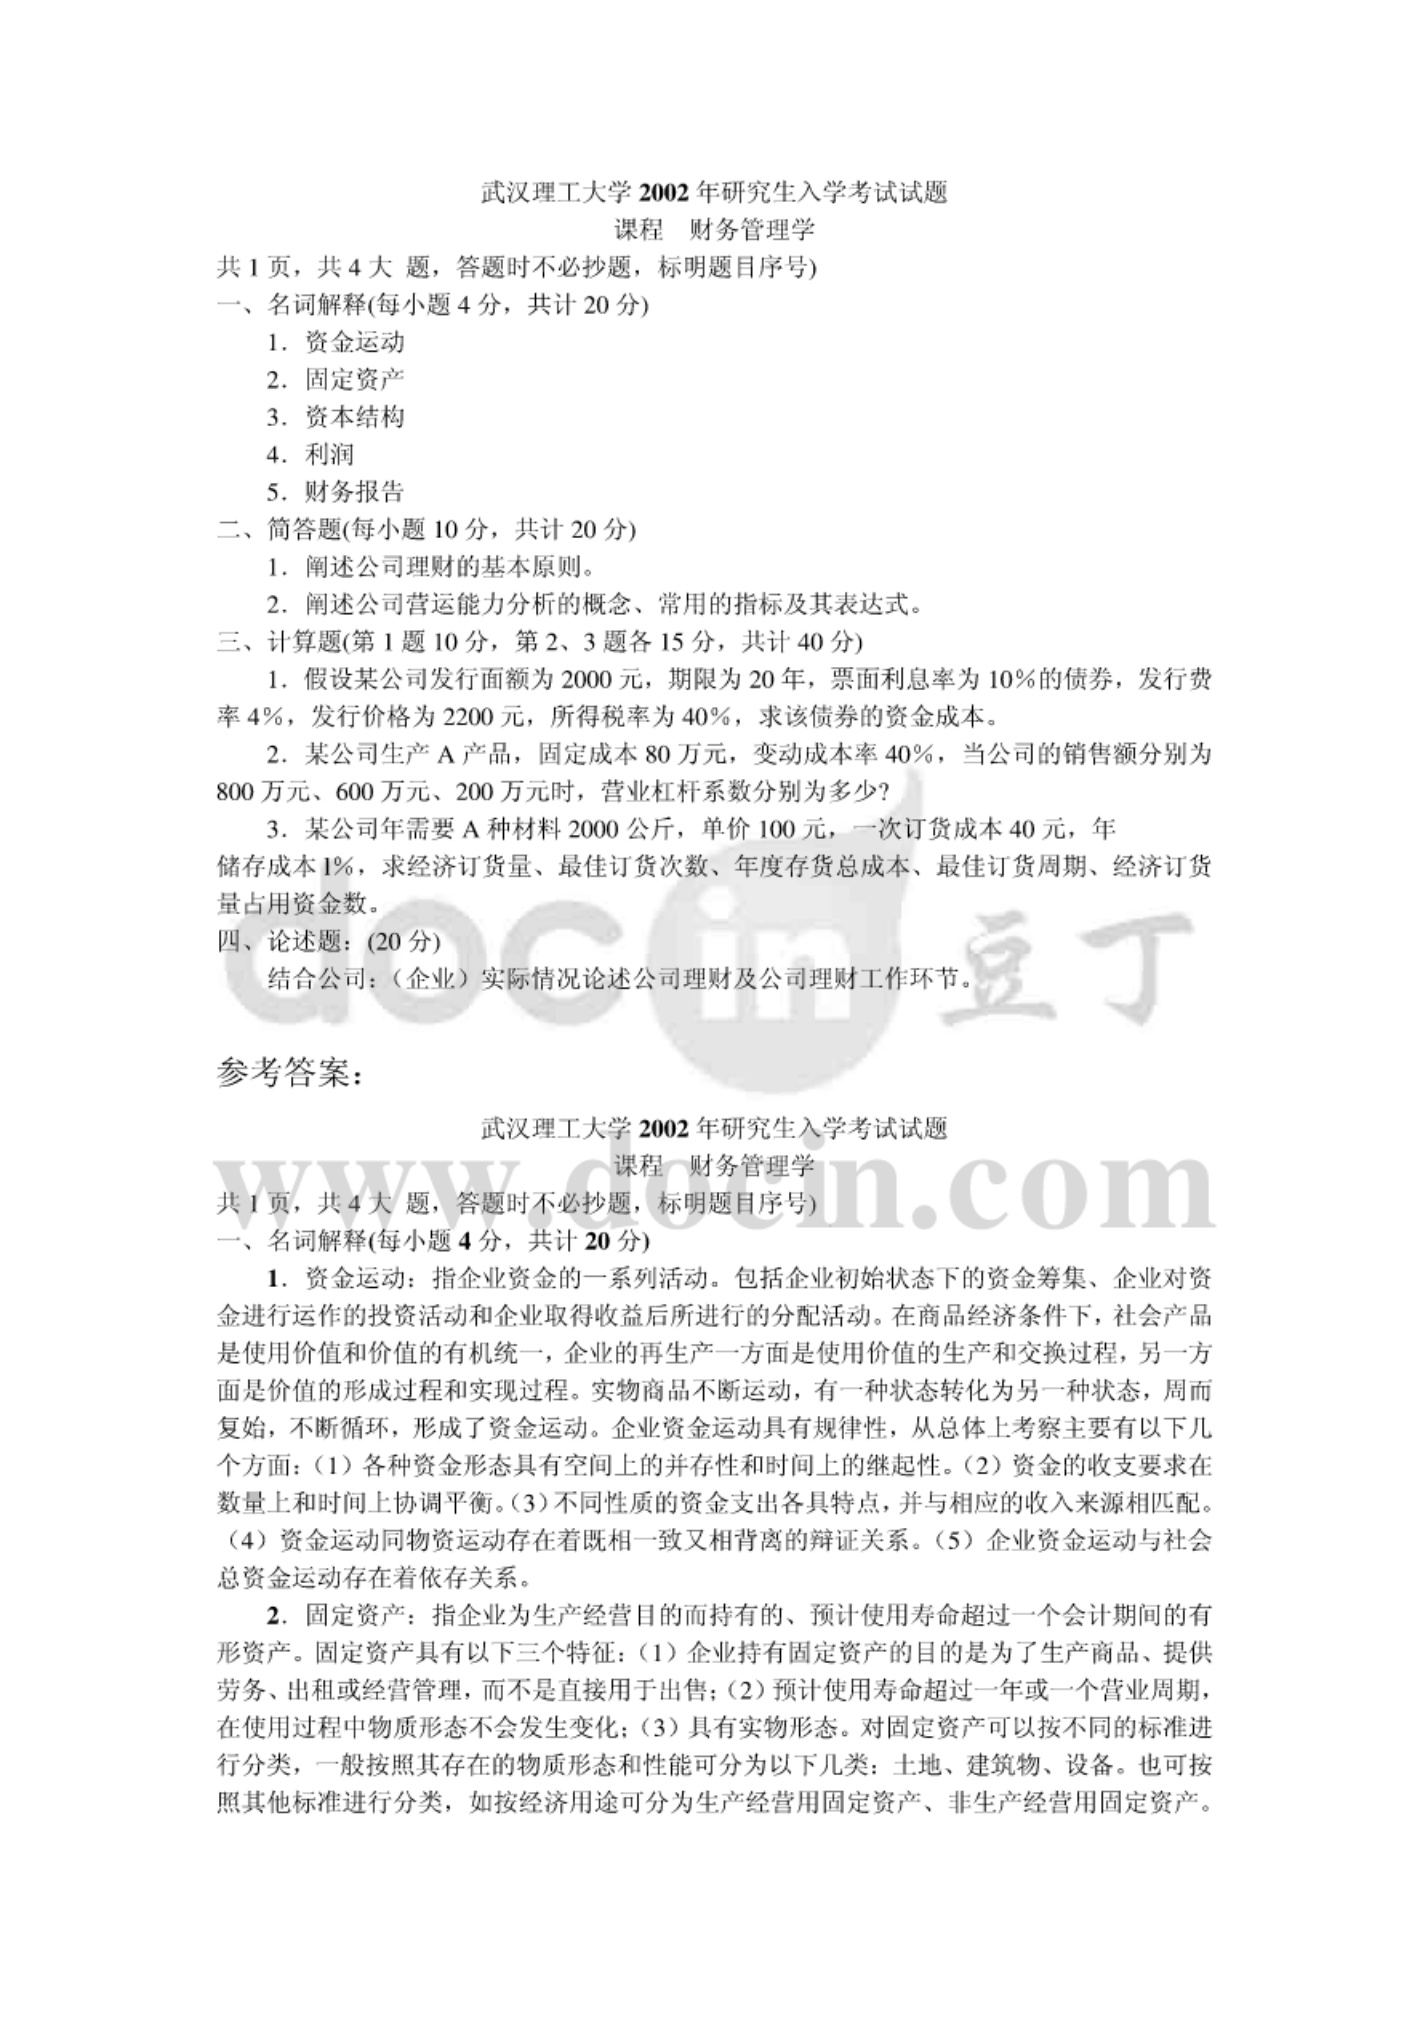 武汉理工大学 2002 年研究生入学考试试题
课程 财务管理学
共 1 页，共 4 大 题，答题时不必抄题，标明题目序号)
一、名词解释(每小题 4 分，共计 20 分)
1．资金运动
2．固定资产
3．资本结构
4．利润
5．财务报告
二、简答题(每小题 10 分，共计 20 分)
1．阐述公司理财的基本原则。
2．阐述公司营运能力分析的概念、常用的指标及其表达式。
三、计算题(第 1 题 10 分，第 2、3 题各 15 分，共计 40 分)
1．假设某公司发行面额为 2000 元，期限为 20 年，票面利息率为 10％的债券，发行费
率 4％，发行价格为 2200 元，所得税率为 40％，求该债券的资金成本。
2．某公司生产 A 产品，固定成本 80 万元，变动成本率 40％，当公司的销售额分别为
800 万元、600 万元、200 万元时，营业杠杆系数分别为多少?
3．某公司年需要 A 种材料 2000 公斤，单价 100 元，一次订货成本 40 元，年
储存成本 1%，求经济订货量、最佳订货次数、年度存货总成本、最佳订货周期、经济订货
量占用资金数。
四、论述题：(20 分)
结合公司:（企业）实际情况论述公司理财及公司理财工作环节。
docin 豆丁
参考答案：
武汉理工大学 2002 年研究生入学考试试题
www.docin.com
课程 财务管理学
共 1 页，共 4 大 题，答题时不必抄题，标明题目序号)
一、名词解释(每小题 4 分，共计 20 分)
1．资金运动：指企业资金的一系列活动。包括企业初始状态下的资金筹集、企业对资
金进行运作的投资活动和企业取得收益后所进行的分配活动。在商品经济条件下，社会产品
是使用价值和价值的有机统一，企业的再生产一方面是使用价值的生产和交换过程，另一方
面是价值的形成过程和实现过程。实物商品不断运动，有一种状态转化为另一种状态，周而
复始，不断循环，形成了资金运动。企业资金运动具有规律性，从总体上考察主要有以下几
个方面：（1）各种资金形态具有空间上的并存性和时间上的继起性。（2）资金的收支要求在
数量上和时间上协调平衡。（3）不同性质的资金支出各具特点，并与相应的收入来源相匹配。
（4）资金运动同物资运动存在着既相一致又相背离的辩证关系。（5）企业资金运动与社会
总资金运动存在着依存关系。
2．固定资产：指企业为生产经营目的而持有的、预计使用寿命超过一个会计期间的有
形资产。固定资产具有以下三个特征：（1）企业持有固定资产的目的是为了生产商品、提供
劳务、出租或经营管理，而不是直接用于出售；（2）预计使用寿命超过一年或一个营业周期，
在使用过程中物质形态不会发生变化；（3）具有实物形态。对固定资产可以按不同的标准进
行分类，一般按照其存在的物质形态和性能可分为以下几类：土地、建筑物、设备。也可按
照其他标准进行分类，如按经济用途可分为生产经营用固定资产、非生产经营用固定资产。